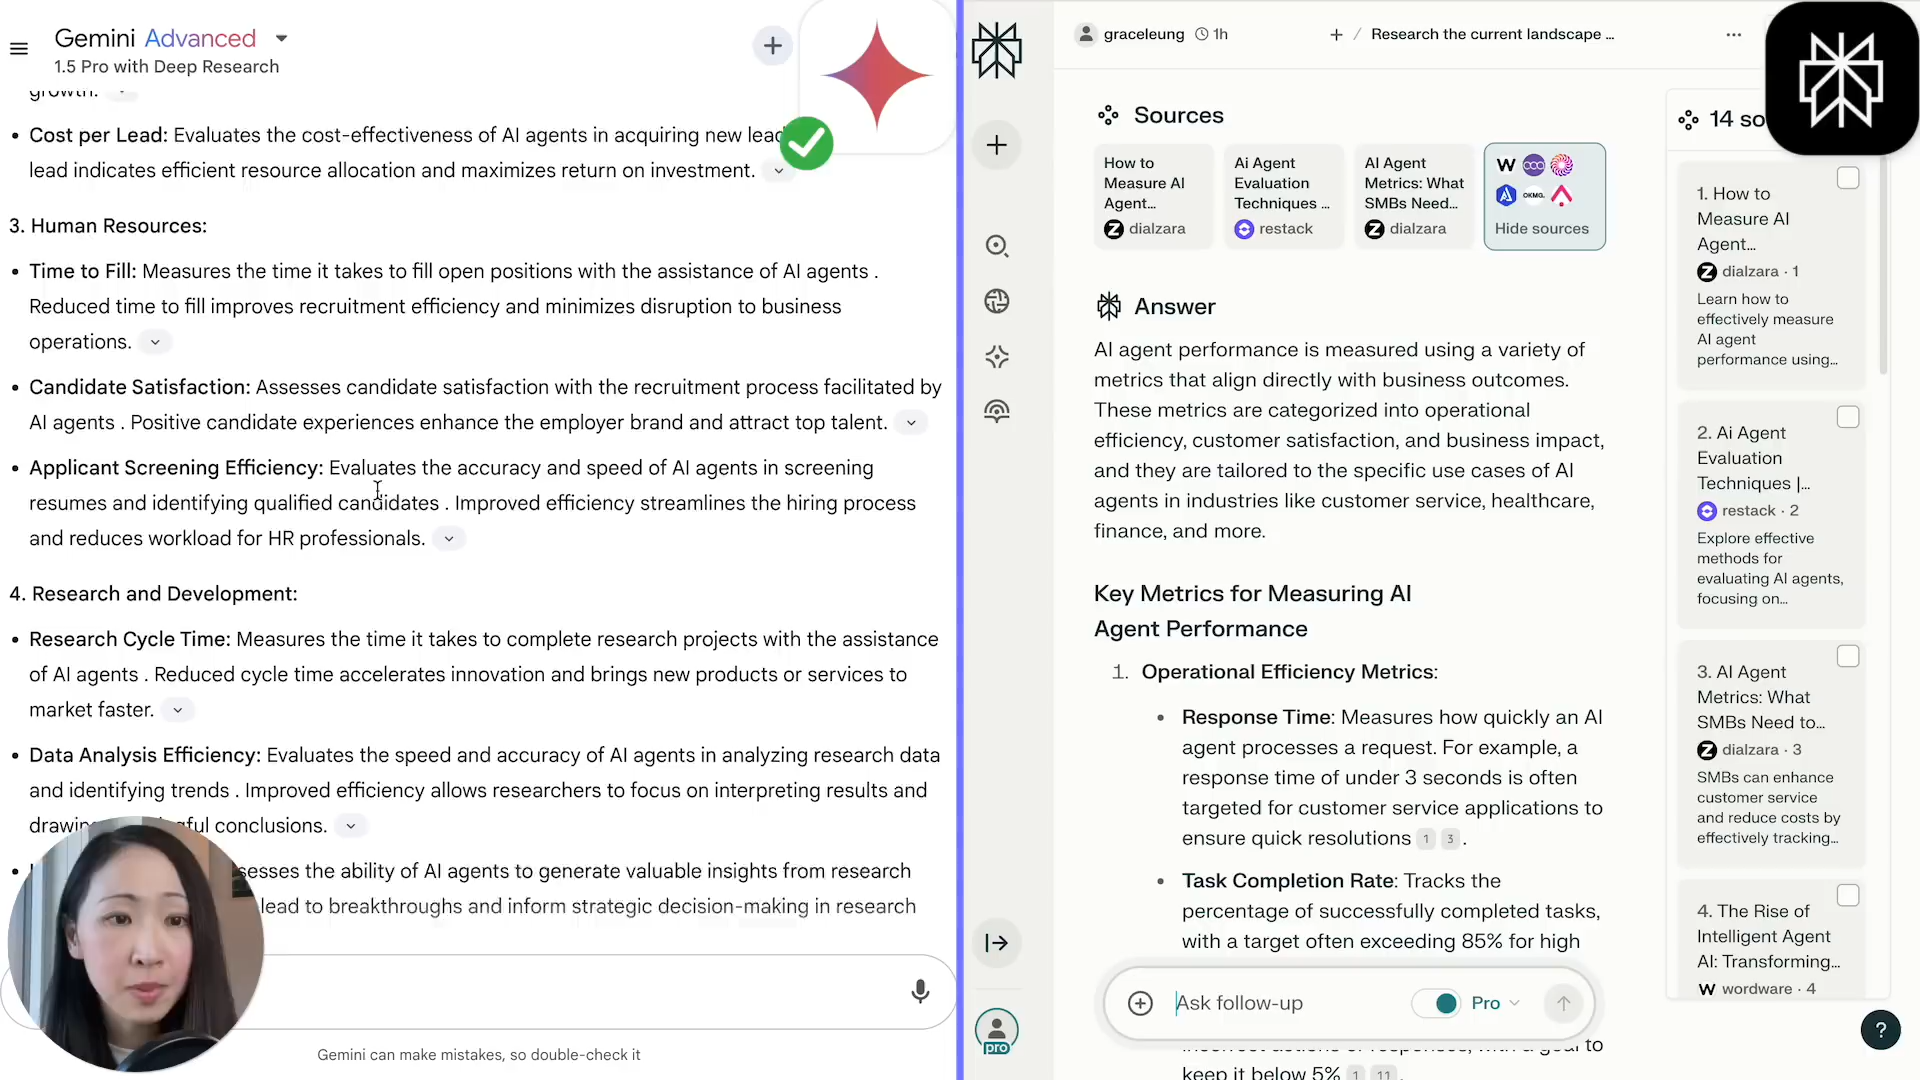 Gemini Advanced
1.5 Pro with Deep Research
growth.
• Cost per Lead: Evaluates the cost-effectiveness of AI agents in acquiring new
lead indicates efficient resource allocation and maximizes return on investment.
3. Human Resources:
• Time to Fill: Measures the time it takes to fill open positions with the assistance of AI agents .
Reduced time to fill improves recruitment efficiency and minimizes disruption to business
operations.
• Candidate Satisfaction: Assesses candidate satisfaction with the recruitment process facilitated by
AI agents . Positive candidate experiences enhance the employer brand and attract top talent.
• Applicant Screening Efficiency: Evaluates the accuracy and speed of AI agents in screening
resumes and identifying qualified candidates . Improved efficiency streamlines the hiring process
and reduces workload for HR professionals.
4. Research and Development:
• Research Cycle Time: Measures the time it takes to complete research projects with the assistance
of AI agents . Reduced cycle time accelerates innovation and brings new products or services to
market faster.
• Data Analysis Efficiency: Evaluates the speed and accuracy of AI agents in analyzing research data
and identifying trends . Improved efficiency allows researchers to focus on interpreting results and
conclusions.
the ability of AI agents to generate valuable insights from research
lead to breakthroughs and inform strategic decision-making in research
Gemini can make mistakes, so double-check it
graceleung 1h
+ / Research the current landscape ...
Sources
How to
Measure AI
Agent...
dialzara
Ai Agent
Evaluation
Techniques ...
restack
AI Agent
Metrics: What
SMBs Need...
dialzara
W
OKMG.
Hide sources
Answer
AI agent performance is measured using a variety of
metrics that align directly with business outcomes.
These metrics are categorized into operational
efficiency, customer satisfaction, and business impact,
and they are tailored to the specific use cases of AI
agents in industries like customer service, healthcare,
finance, and more.
Key Metrics for Measuring AI
Agent Performance
1. Operational Efficiency Metrics:
• Response Time: Measures how quickly an AI
agent processes a request. For example, a
response time of under 3 seconds is often
targeted for customer service applications to
ensure quick resolutions 1 3 .
• Task Completion Rate: Tracks the
percentage of successfully completed tasks,
with a target often exceeding 85% for high
Ask follow-up
Pro
to
keep it below 5% 1 11 .
pro
14 so
1. How to
Measure AI
Agent...
dialzara · 1
Learn how to
effectively measure
AI agent
performance using...
2. Ai Agent
Evaluation
Techniques |...
restack · 2
Explore effective
methods for
evaluating AI agents,
focusing on...
3. AI Agent
Metrics: What
SMBs Need to...
dialzara · 3
SMBs can enhance
customer service
and reduce costs by
effectively tracking...
4. The Rise of
Intelligent Agent
AI: Transforming...
W wordware · 4
?